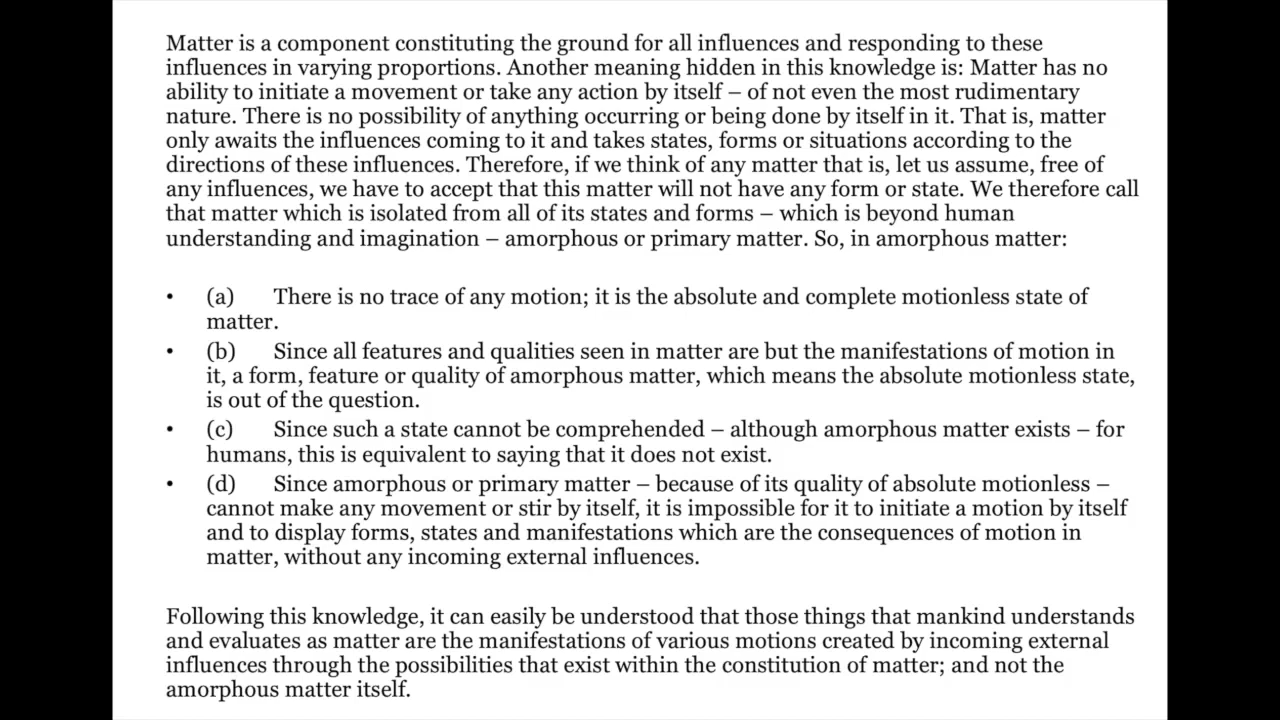 Matter is a component constituting the ground for all influences and responding to these
influences in varying proportions. Another meaning hidden in this knowledge is: Matter has no
ability to initiate a movement or take any action by itself – of not even the most rudimentary
nature. There is no possibility of anything occurring or being done by itself in it. That is, matter
only awaits the influences coming to it and takes states, forms or situations according to the
directions of these influences. Therefore, if we think of any matter that is, let us assume, free of
any influences, we have to accept that this matter will not have any form or state. We therefore call
that matter which is isolated from all of its states and forms – which is beyond human
understanding and imagination – amorphous or primary matter. So, in amorphous matter:
• (a) There is no trace of any motion; it is the absolute and complete motionless state of
matter.
• (b) Since all features and qualities seen in matter are but the manifestations of motion in
it, a form, feature or quality of amorphous matter, which means the absolute motionless state,
is out of the question.
• (c) Since such a state cannot be comprehended – although amorphous matter exists – for
humans, this is equivalent to saying that it does not exist.
• (d) Since amorphous or primary matter – because of its quality of absolute motionless –
cannot make any movement or stir by itself, it is impossible for it to initiate a motion by itself
and to display forms, states and manifestations which are the consequences of motion in
matter, without any incoming external influences.
Following this knowledge, it can easily be understood that those things that mankind understands
and evaluates as matter are the manifestations of various motions created by incoming external
influences through the possibilities that exist within the constitution of matter; and not the
amorphous matter itself.